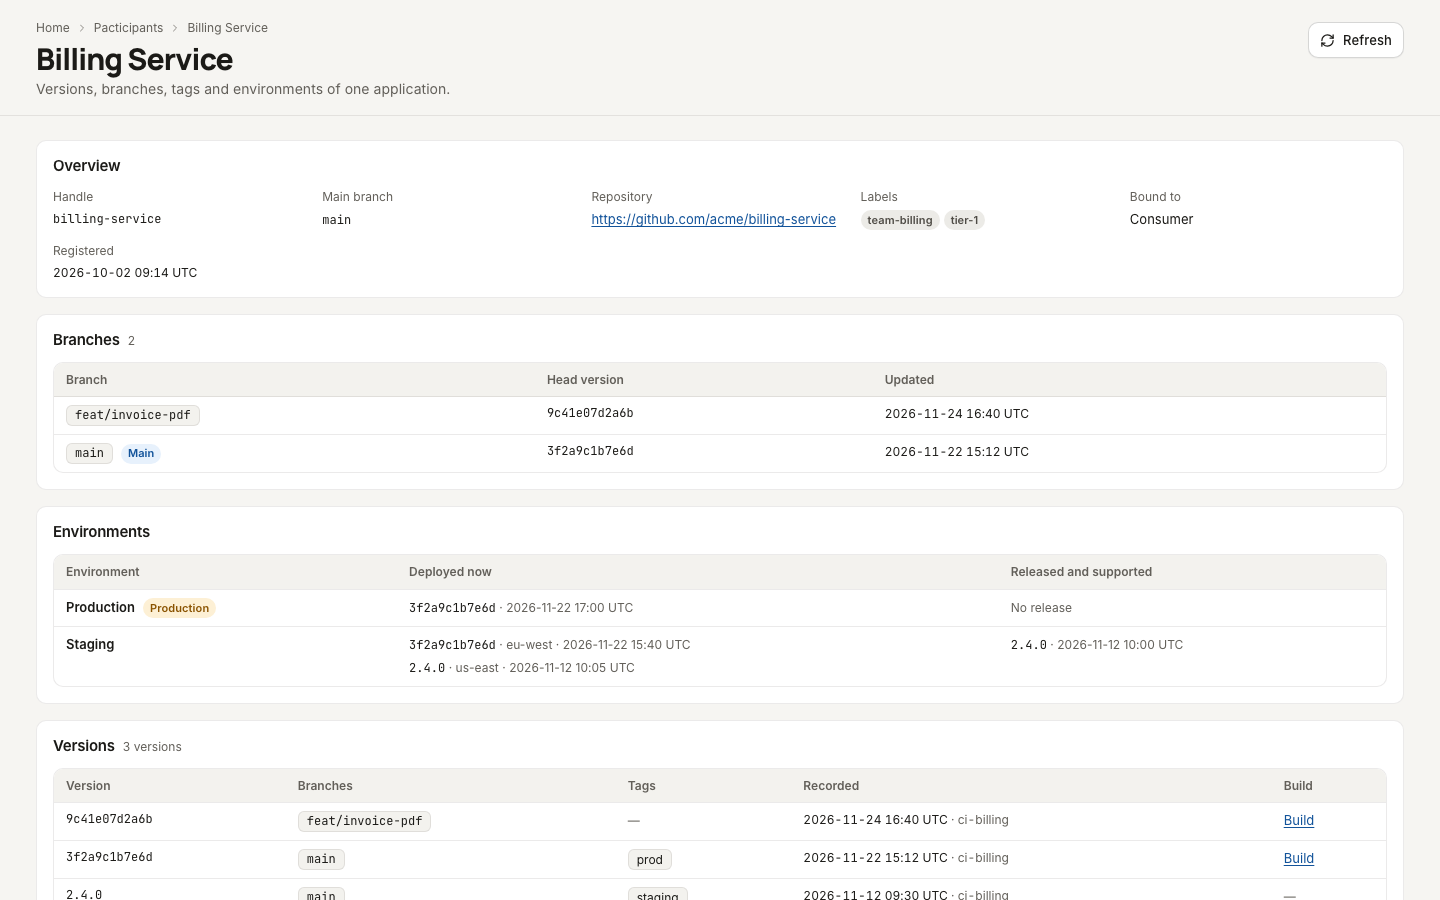 Home > Pacticipants > Billing Service
Billing Service
Versions, branches, tags and environments of one application.
Refresh
Overview
Handle Main branch Repository Labels Bound to
billing-service main https://github.com/acme/billing-service team-billing tier-1 Consumer
Registered
2026-10-02 09:14 UTC
Branches 2
Branch Head version Updated
feat/invoice-pdf 9c41e07d2a6b 2026-11-24 16:40 UTC
main Main 3f2a9c1b7e6d 2026-11-22 15:12 UTC
Environments
Environment Deployed now Released and supported
Production Production 3f2a9c1b7e6d · 2026-11-22 17:00 UTC No release
Staging 3f2a9c1b7e6d · eu-west · 2026-11-22 15:40 UTC 2.4.0 · 2026-11-12 10:00 UTC
2.4.0 · us-east · 2026-11-12 10:05 UTC
Versions 3 versions
Version Branches Tags Recorded Build
9c41e07d2a6b feat/invoice-pdf — 2026-11-24 16:40 UTC · ci-billing Build
3f2a9c1b7e6d main prod 2026-11-22 15:12 UTC · ci-billing Build
2.4.0 main staging 2026-11-12 09:30 UTC · ci-billing —